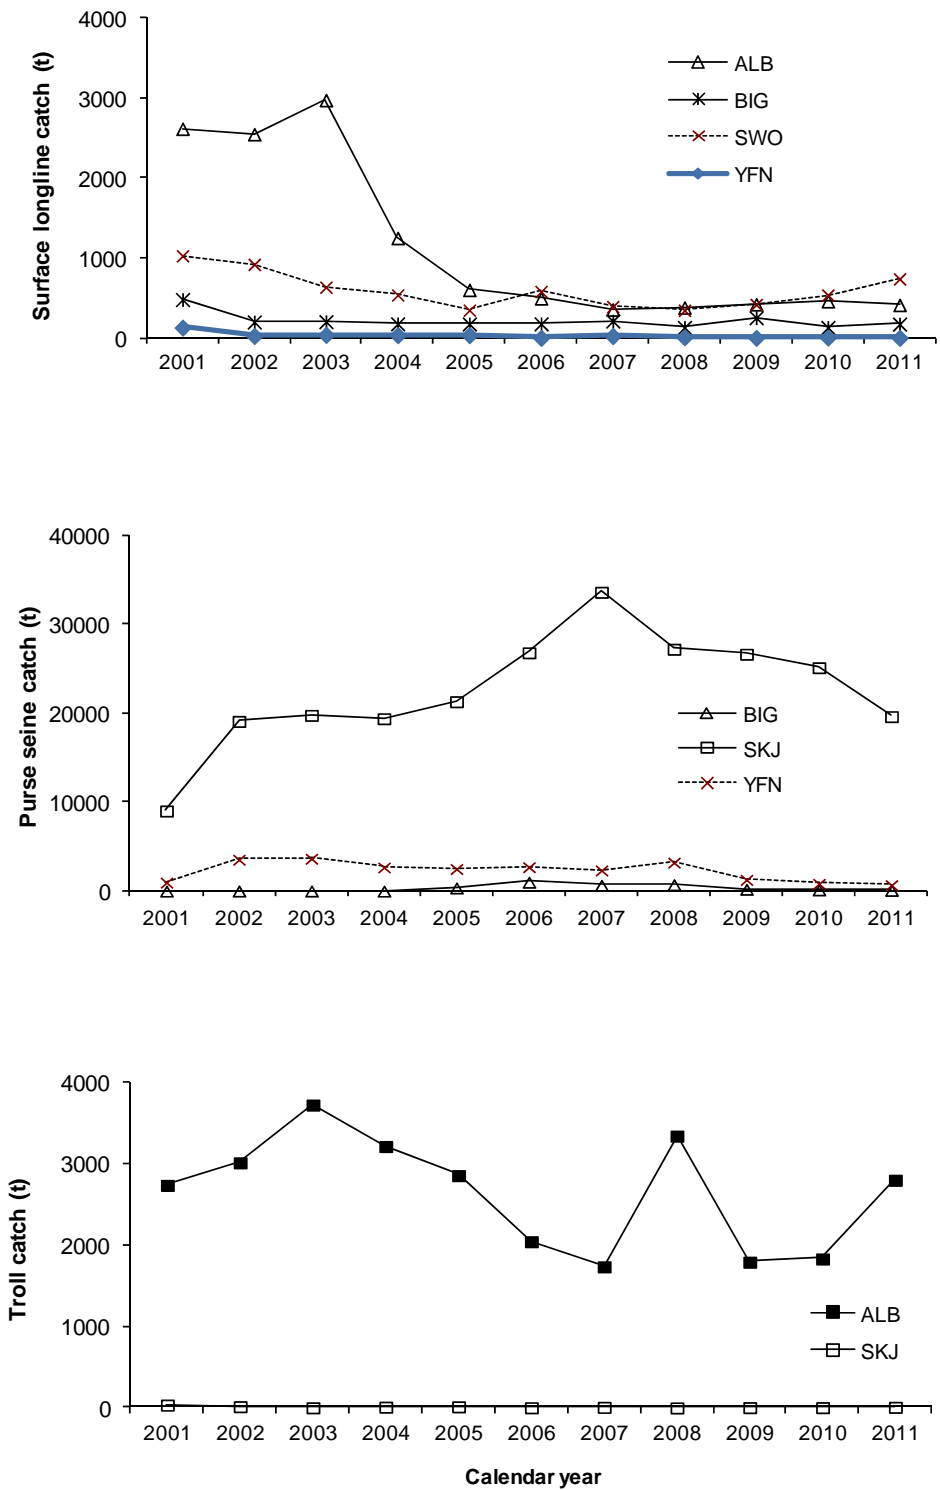 Surface longline catch (t)
4000
3000
2000
1000
0
ALB
BIG
SWO
YFN
2001 2002 2003 2004 2005 2006 2007 2008 2009 2010 2011
Purse seine catch (t)
40000
30000
20000
10000
0
BIG
SKJ
YFN
2001 2002 2003 2004 2005 2006 2007 2008 2009 2010 2011
Troll catch (t)
4000
3000
2000
1000
0
ALB
SKJ
2001 2002 2003 2004 2005 2006 2007 2008 2009 2010 2011
Calendar year